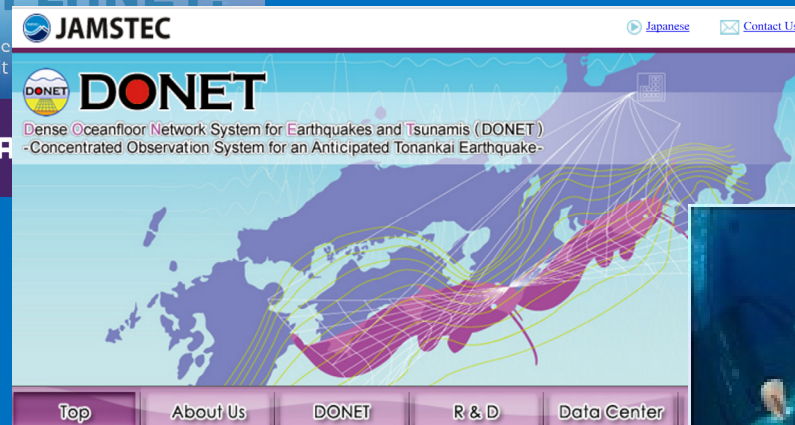 JAMSTEC
Japanese
Contact Us
DONET
DONET
Dense Oceanfloor Network System for Earthquakes and Tsunamis (DONET)
-Concentrated Observation System for an Anticipated Tonankai Earthquake-
Top
About Us
DONET
R & D
Data Center